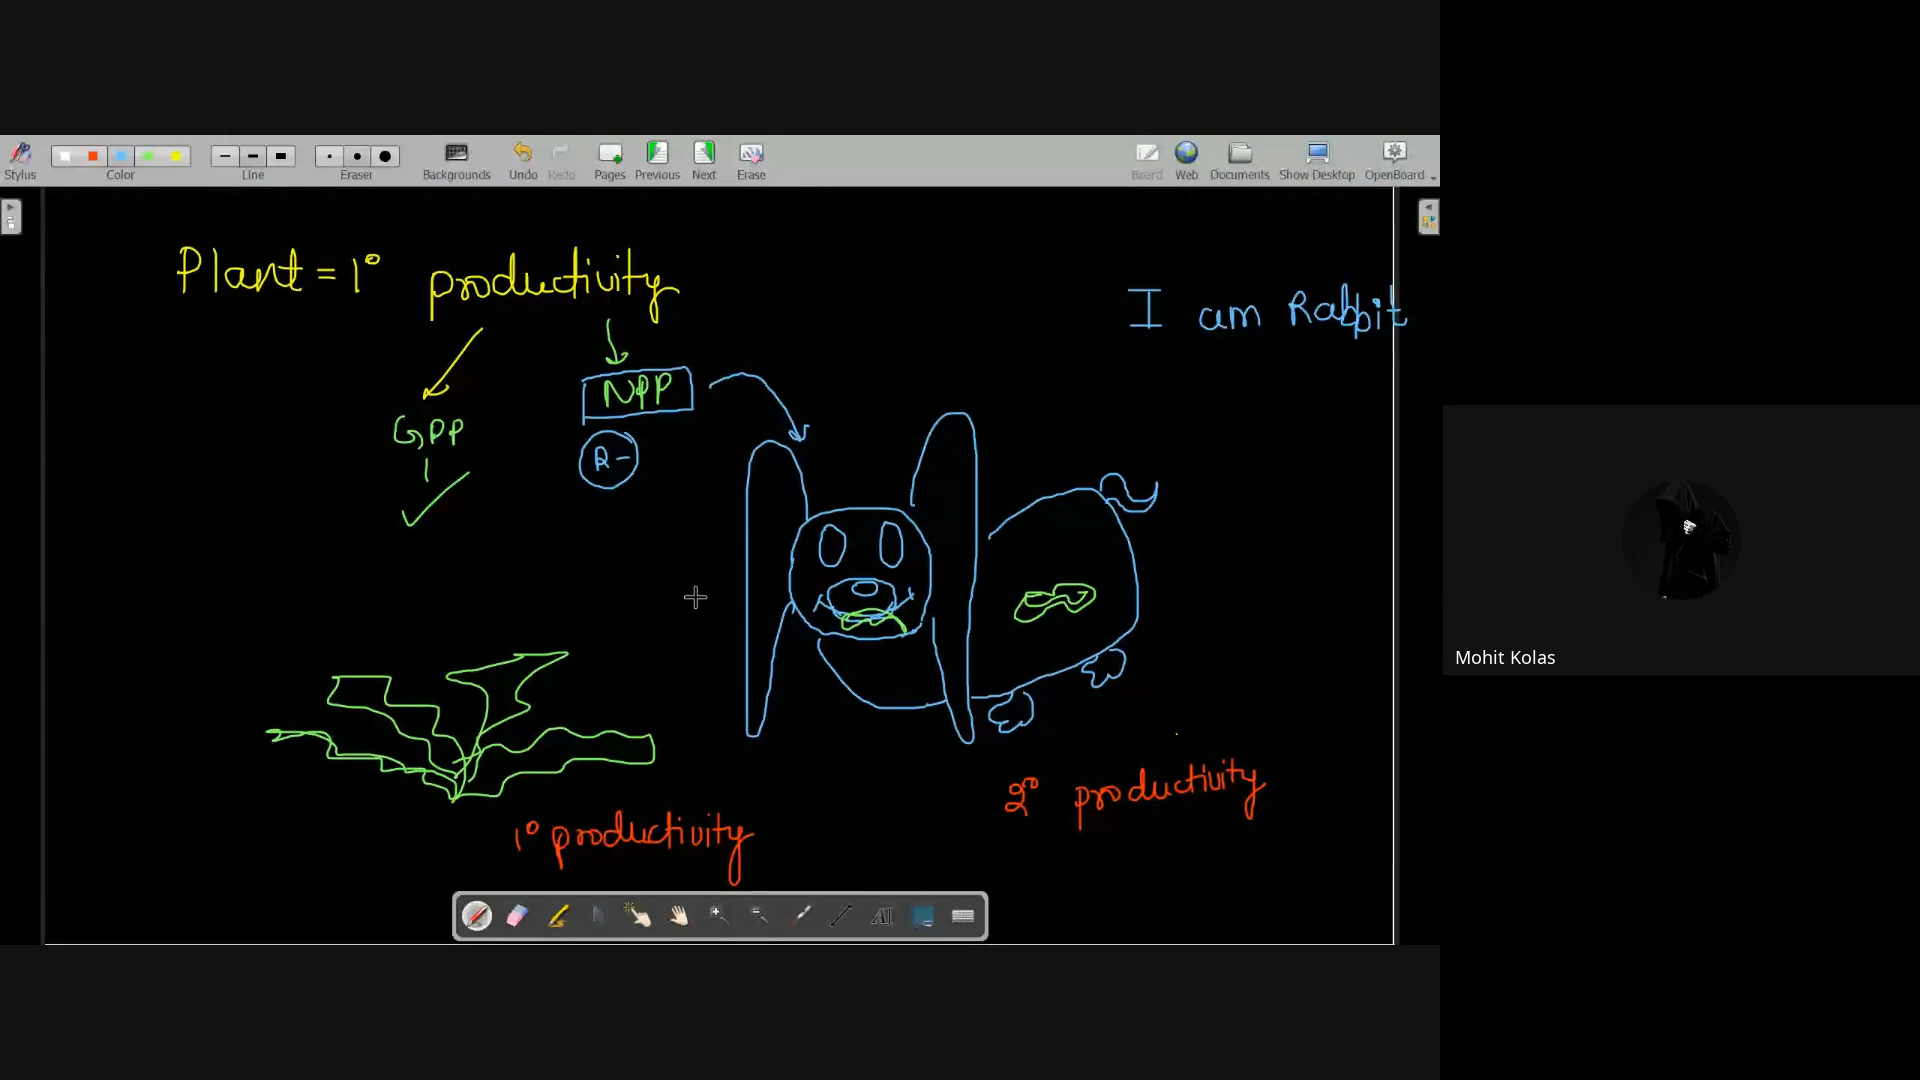 Stylus
Color
Line
Eraser
Backgrounds
Undo
Redo
Pages
Previous
Next
Erase
Board
Web
Documents
Show Desktop
OpenBoard
Plant = 1° productivity
I am Rabbit
NPP
GPP
R-
2° productivity
1° productivity
AI
Mohit Kolas